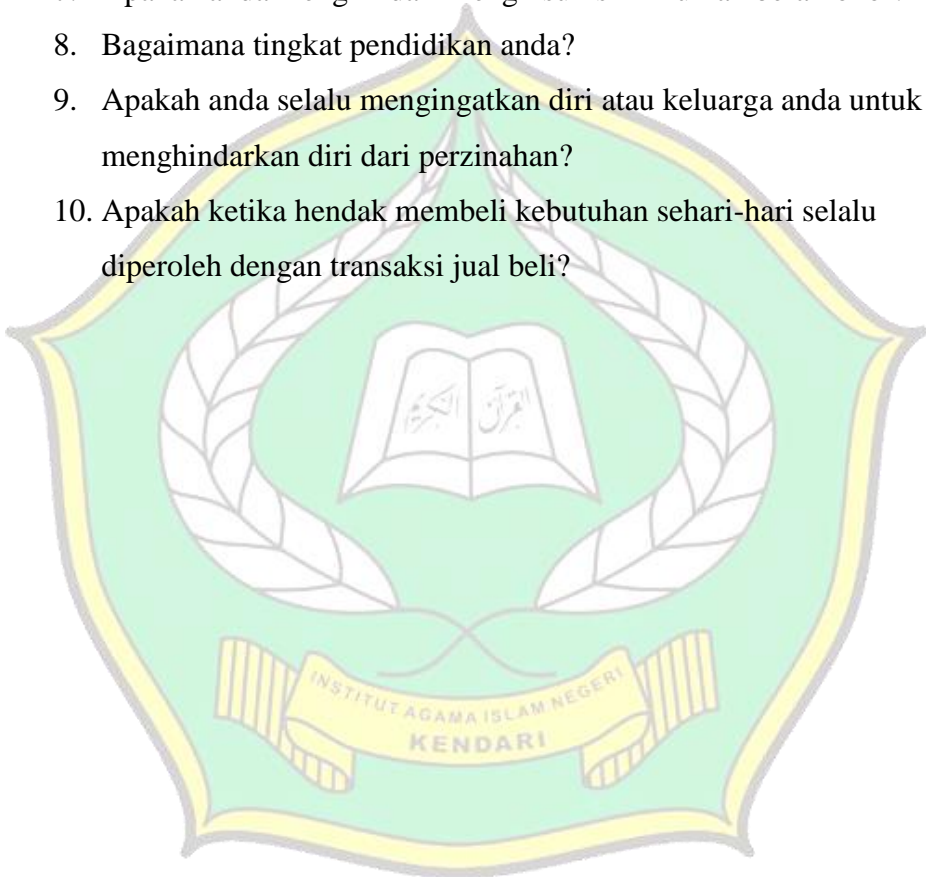 8. Bagaimana tingkat pendidikan anda?
9. Apakah anda selalu mengingatkan diri atau keluarga anda untuk
menghindarkan diri dari perzinahan?
10. Apakah ketika hendak membeli kebutuhan sehari-hari selalu
diperoleh dengan transaksi jual beli?
القرآن الكريم
INSTITUT AGAMA ISLAM NEGERI
KENDARI